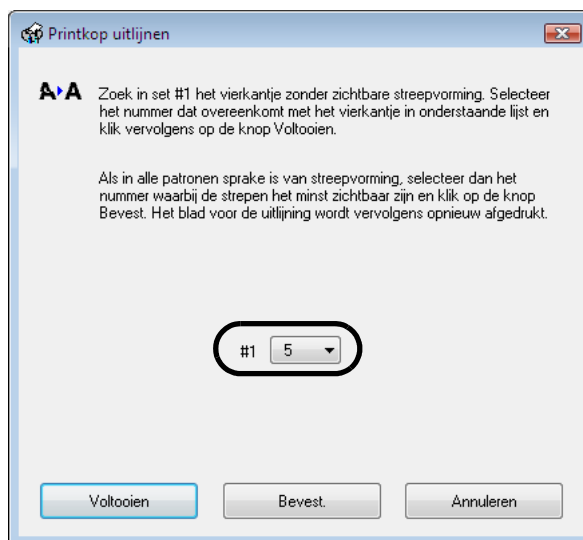 Printkop uitlijnen
A A Zoek in set #1 het vierkantje zonder zichtbare streepvorming. Selecteer
het nummer dat overeenkomt met het vierkantje in onderstaande lijst en
klik vervolgens op de knop Voltooien.
Als in alle patronen sprake is van streepvorming, selecteer dan het
nummer waarbij de strepen het minst zichtbaar zijn en klik op de knop
Bevest. Het blad voor de uitlijning wordt vervolgens opnieuw afgedrukt.
#1 5
Voltooien Bevest. Annuleren